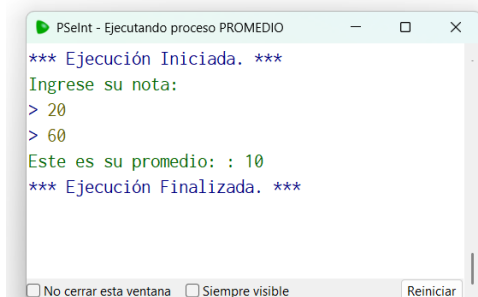 PSeInt - Ejecutando proceso PROMEDIO
*** Ejecución Iniciada. ***
Ingrese su nota:
> 20
> 60
Este es su promedio: : 10
*** Ejecución Finalizada. ***
No cerrar esta ventana Siempre visible Reiniciar